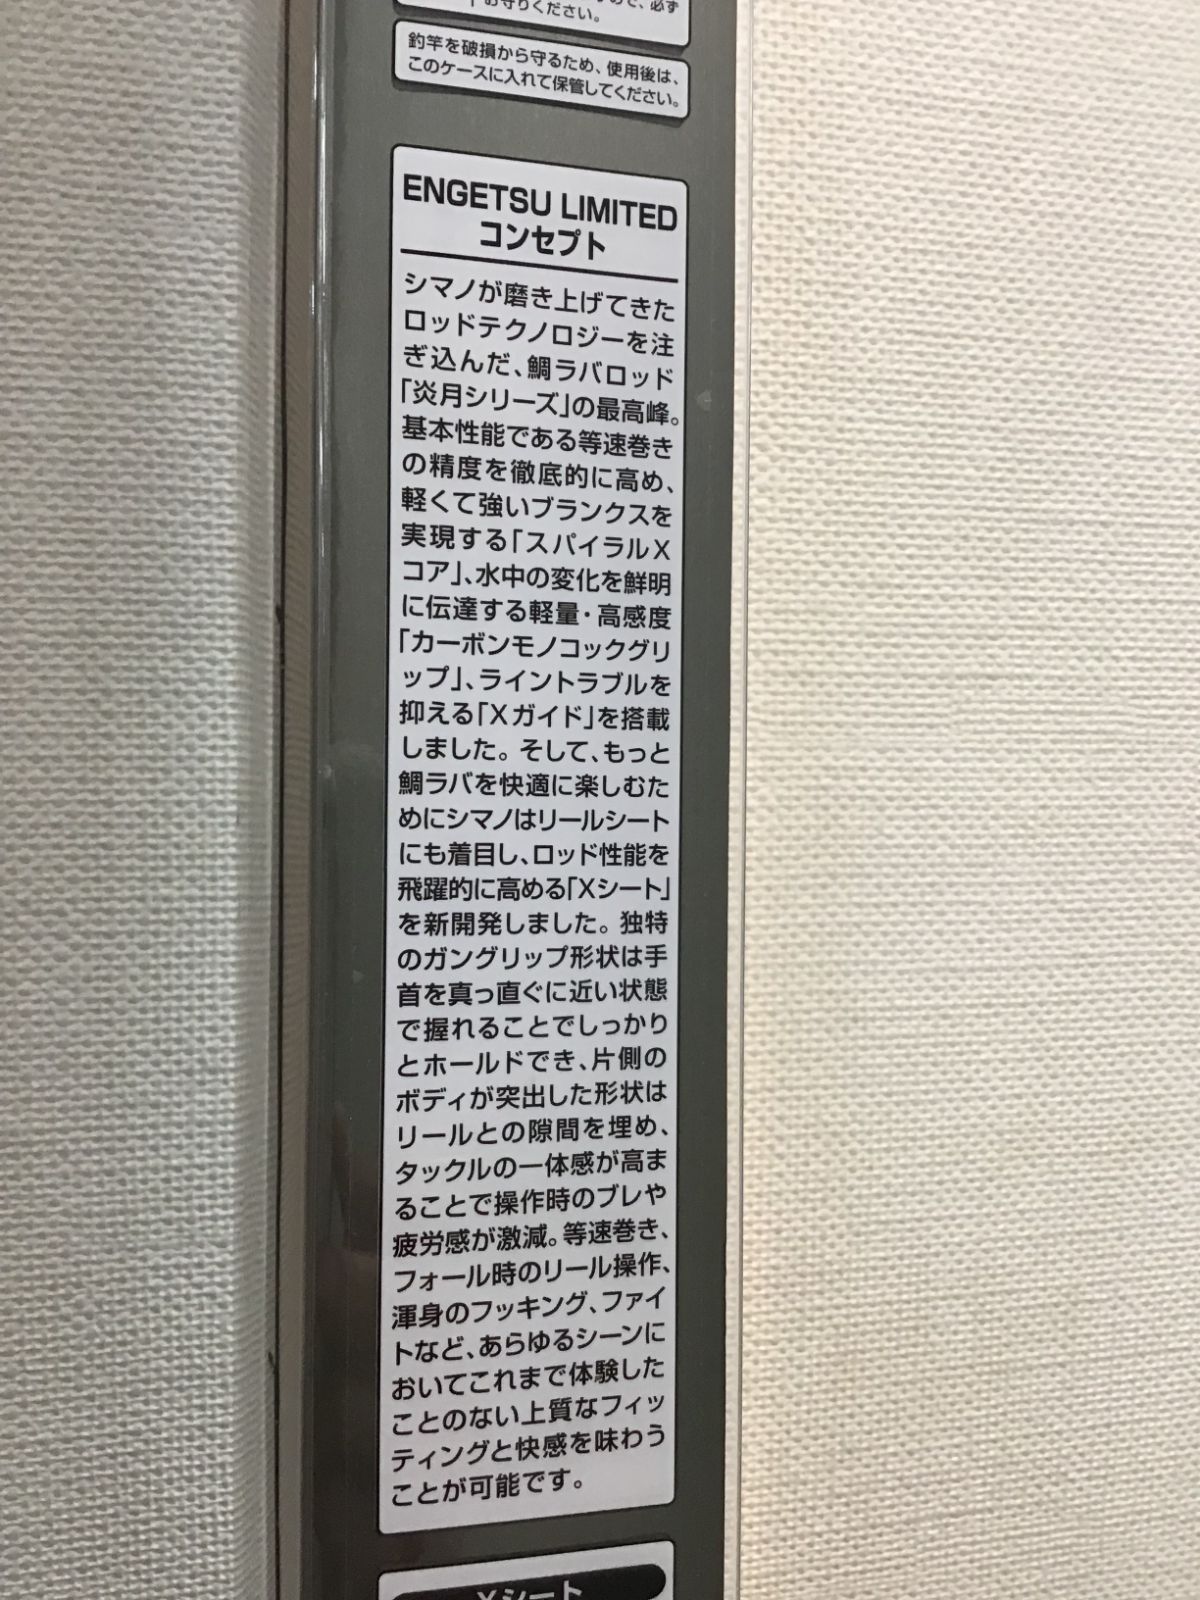 お守りください。
釣竿を破損から守るため、使用後は、
このケースに入れて保管してください。
ENGETSU LIMITED
コンセプト
シマノが磨き上げてきた
ロッドテクノロジーを注
ぎ込んだ、鯛ラバロッド
「炎月シリーズ」の最高峰。
基本性能である等速巻き
の精度を徹底的に高め、
軽くて強いブランクスを
実現する「スパイラルX
コア」、水中の変化を鮮明
に伝達する軽量・高感度
「カーボンモノコックグリ
ップ」、ライントラブルを
抑える「Xガイド」を搭載
しました。そして、もっと
鯛ラバを快適に楽しむた
めにシマノはリールシート
にも着目し、ロッド性能を
飛躍的に高める「Xシート」
を新開発しました。独特
のガングリップ形状は手
首を真っ直ぐに近い状態
で握れることでしっかり
とホールドでき、片側の
ボディが突出した形状は
リールとの隙間を埋め、
タックルの一体感が高ま
ることで操作時のブレや
疲労感が激減。等速巻き、
フォール時のリール操作、
渾身のフッキング、ファイ
トなど、あらゆるシーンに
おいてこれまで体験した
ことのない上質なフィッ
ティングと快感を味わう
ことが可能です。
Xシート